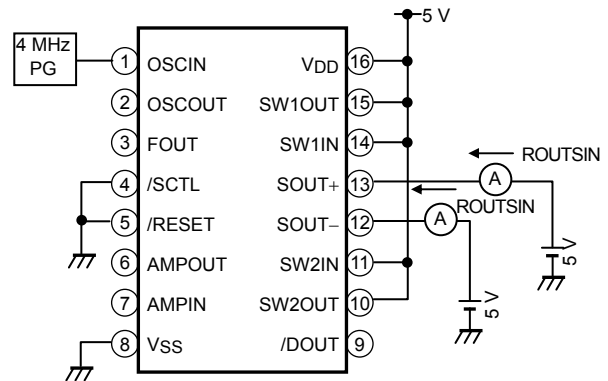 5 V
4 MHz
PG
1 OSCIN VDD 16
2 OSCOUT SW1OUT 15
3 FOUT SW1IN 14
ROUTSIN
4 /SCTL SOUT+ 13 A
ROUTSIN
5 /RESET SOUT− 12 A
6 AMPOUT SW2IN 11
5 V
7 AMPIN SW2OUT 10
5 V
8 VSS /DOUT 9